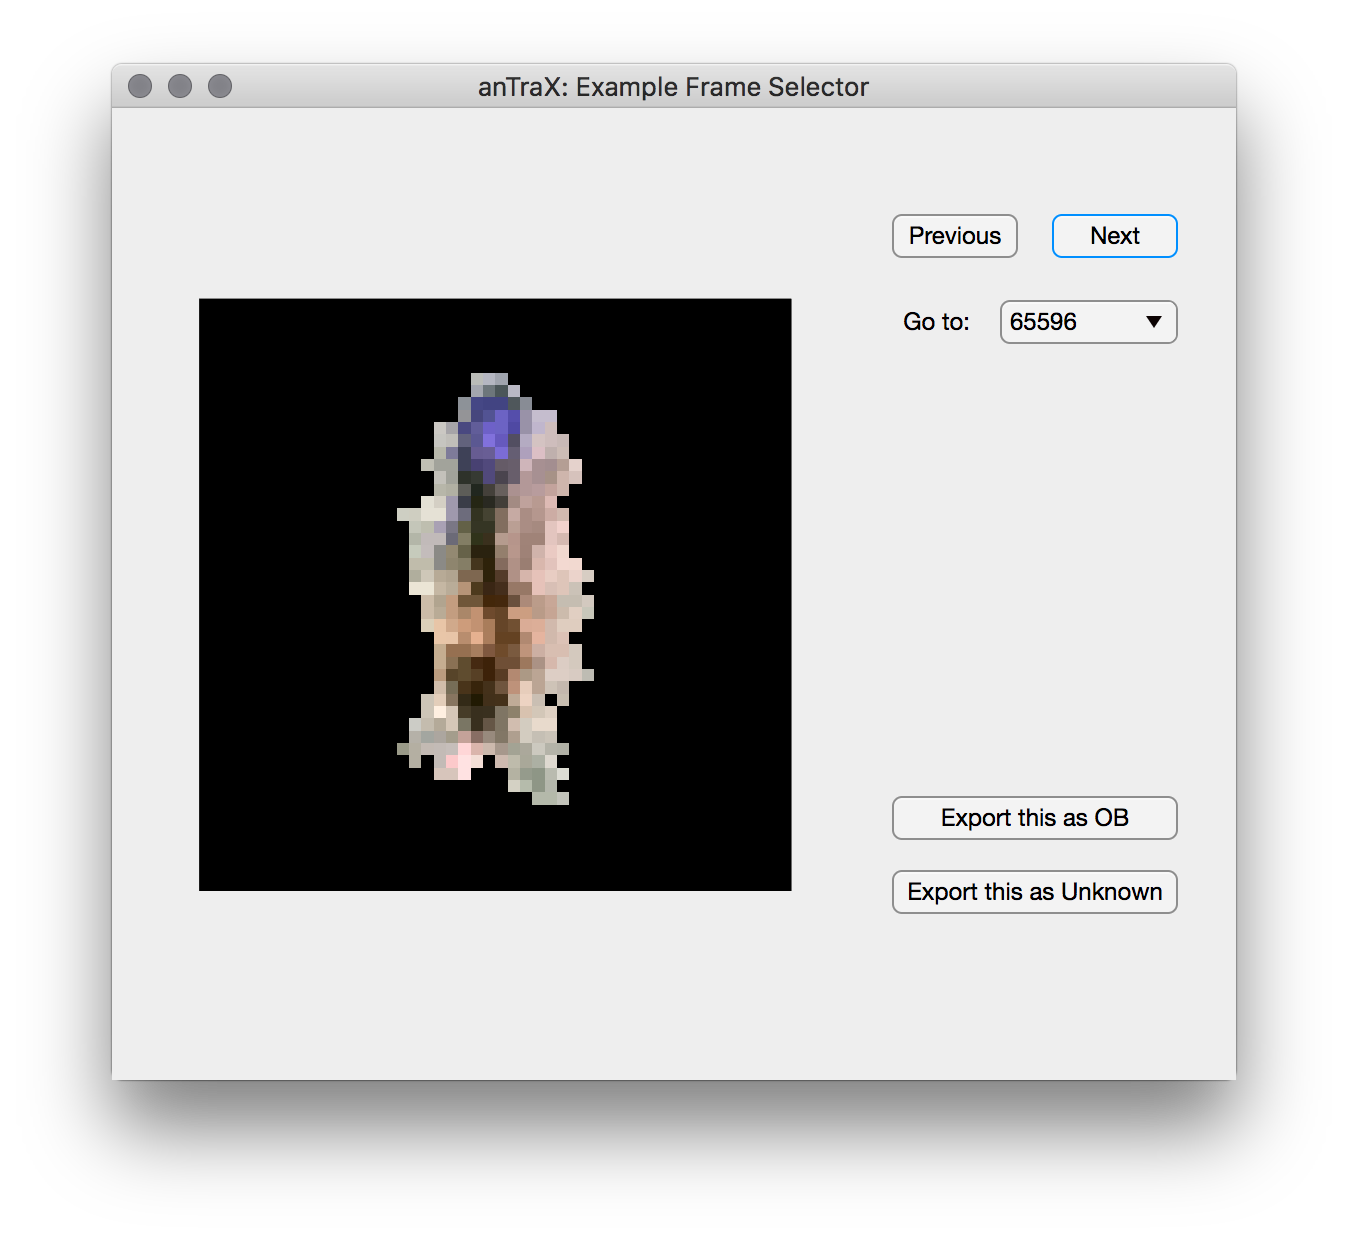 anTraX: Example Frame Selector
Previous Next
Go to: 65596
Export this as OB
Export this as Unknown